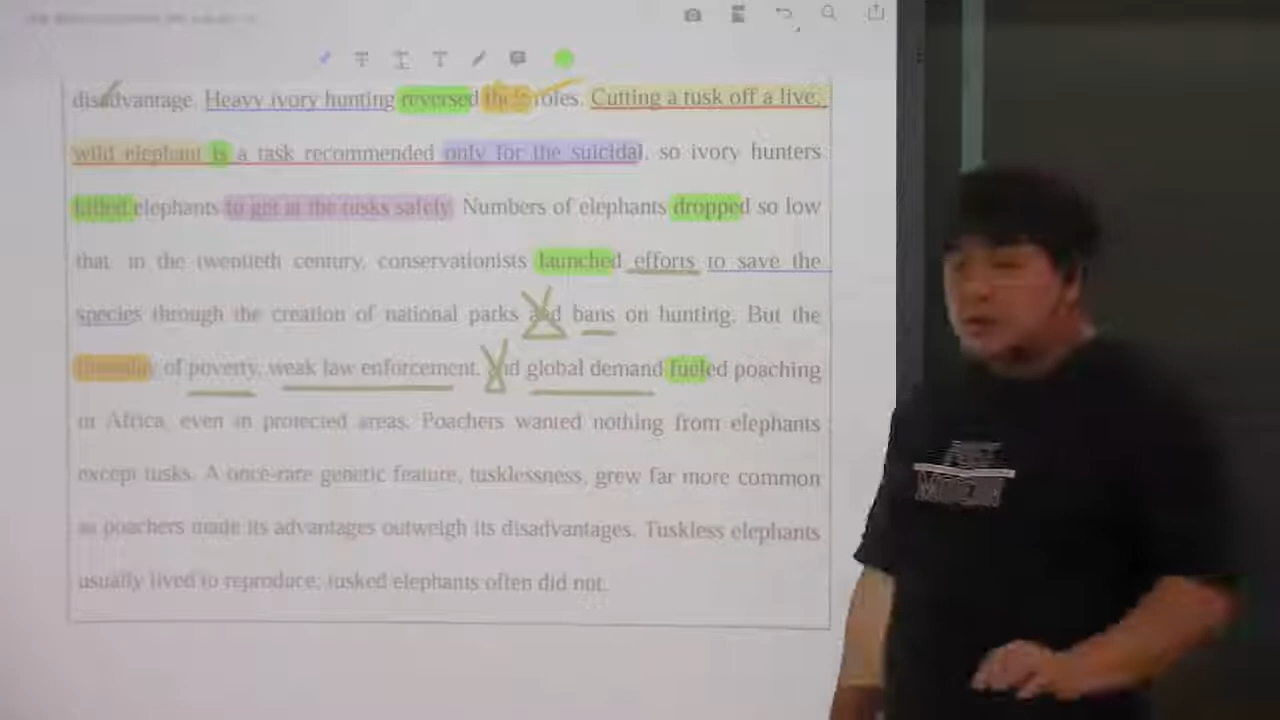 disadvantage. Heavy ivory hunting reversed their roles. Cutting a tusk off a live,
wild elephant is a task recommended only for the suicidal, so ivory hunters
killed elephants to get at the tusks safely. Numbers of elephants dropped so low
that, in the twentieth century, conservationists launched efforts to save the
species through the creation of national parks and bans on hunting. But the
of poverty, weak law enforcement, and global demand fueled poaching
in Africa, even in protected areas. Poachers wanted nothing from elephants
except tusks. A once-rare genetic feature, tusklessness, grew far more common
as poachers made its advantages outweigh its disadvantages. Tuskless elephants
usually lived to reproduce; tusked elephants often did not.